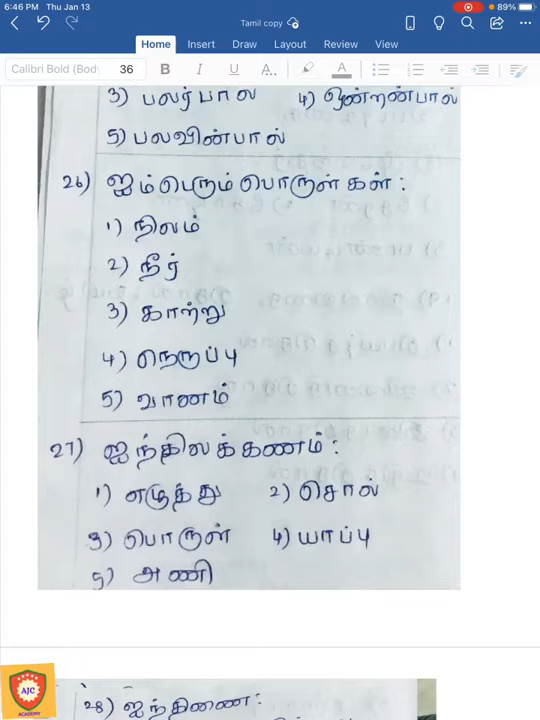 6:46 PM Thu Jan 13 89%
Tamil copy
Home Insert Draw Layout Review View
Calibri Bold (Bod 36 B I U A.. A
3) பலர்பால் 4) ஒன்றன்பால்
5) பலவின்பால்
26) ஐம்பெரும் பொருள்கள் :
1) நிலம்
2) நீர்
3) காற்று
4) நெருப்பு
5) வானம்
27) ஐந்திலக்கணம் :
1) எழுத்து 2) சொல்
3) பொருள் 4) யாப்பு
5) அணி
AJC
ACADEMY
28) ஐந்திணை :